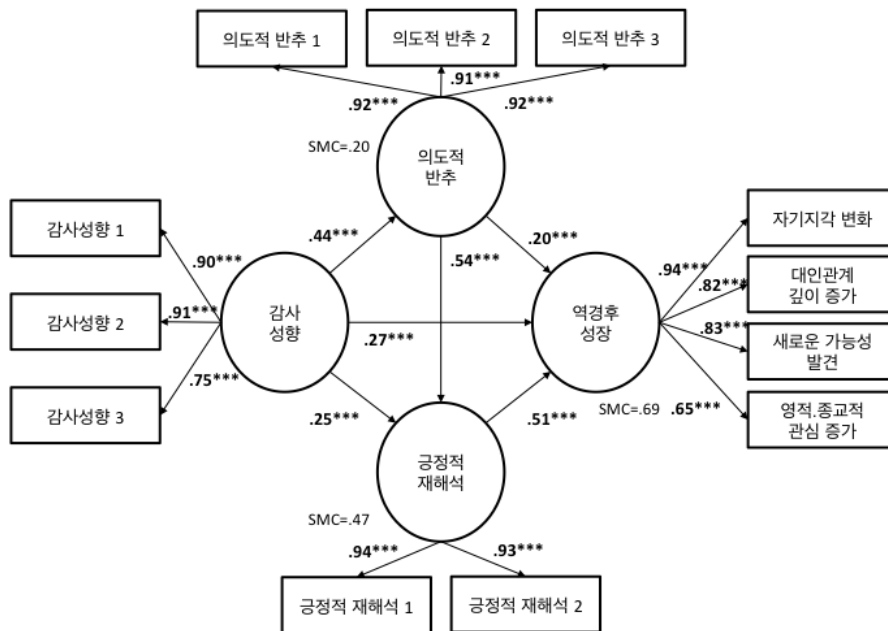 의도적 반추 1
의도적 반추 2
의도적 반추 3
.92***
.91***
.92***
SMC=.20
의도적
반추
감사성향 1
감사성향 2
감사성향 3
.90***
.91***
.75***
감사
성향
.44***
.54***
.20***
.27***
.25***
.51***
역경후
성장
SMC=.69
.94***
.82***
.83***
.65***
자기지각 변화
대인관계
깊이 증가
새로운 가능성
발견
영적.종교적
관심 증가
긍정적
재해석
SMC=.47
.94***
.93***
긍정적 재해석 1
긍정적 재해석 2